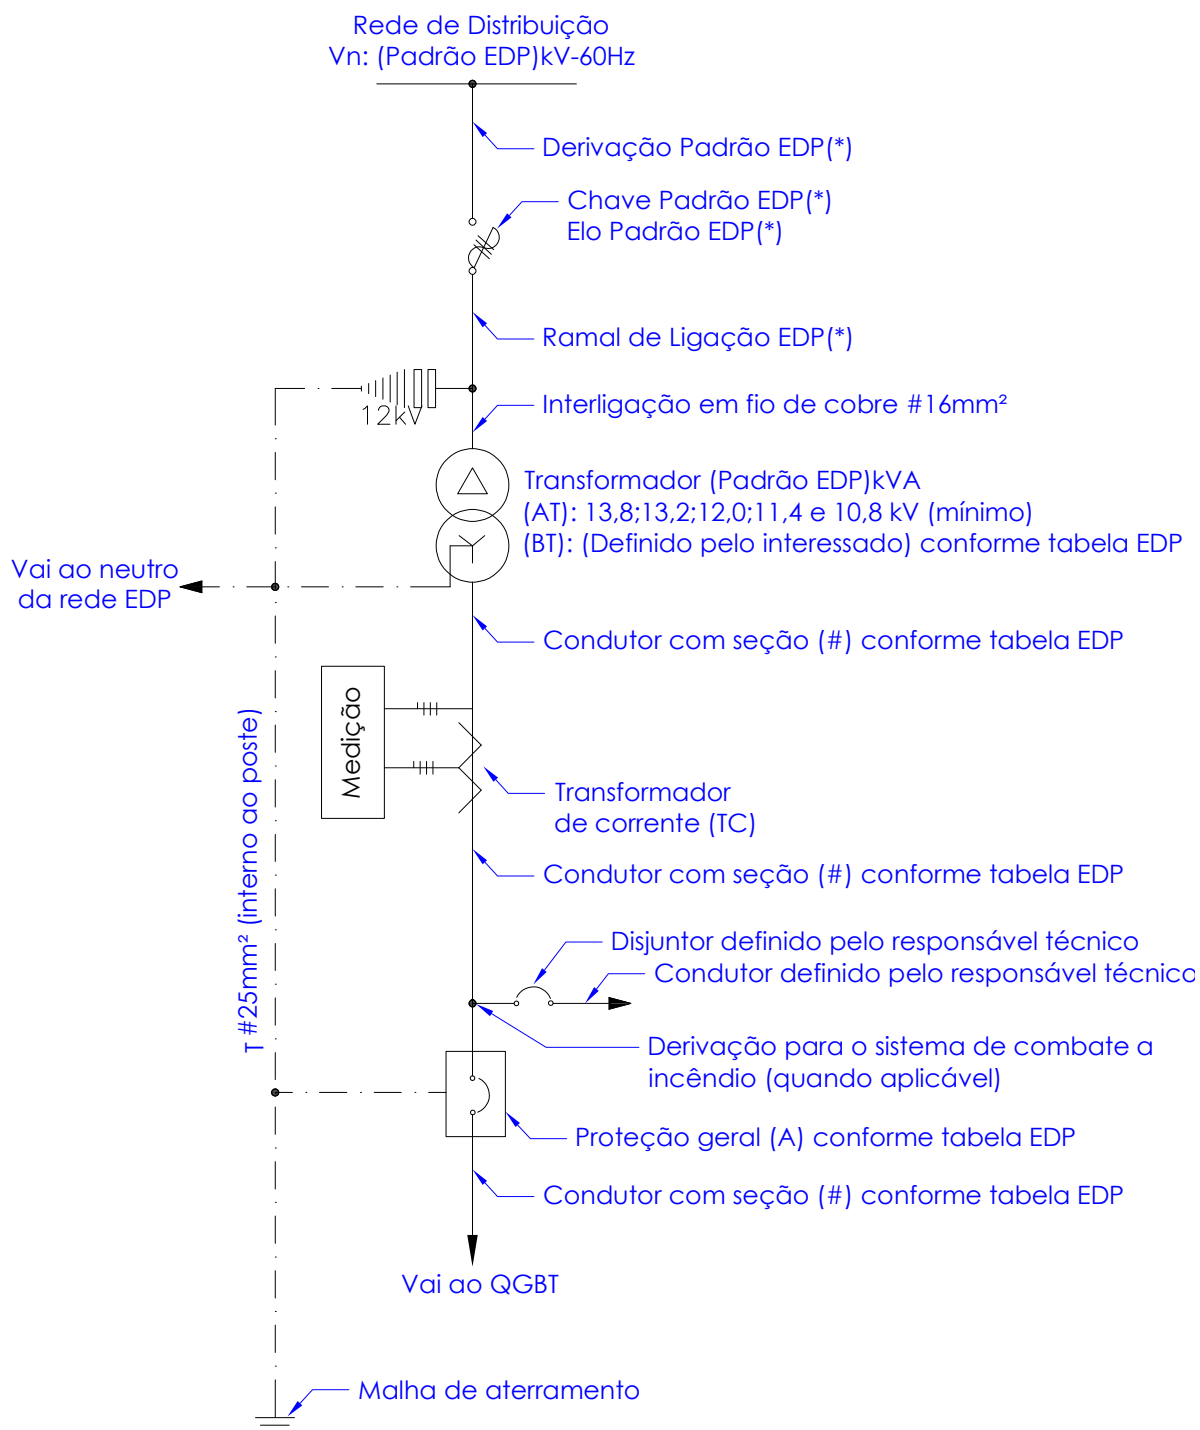 Rede de Distribuição
Vn: (Padrão EDP)kV-60Hz
Derivação Padrão EDP(*)
Chave Padrão EDP(*)
Elo Padrão EDP(*)
Ramal de Ligação EDP(*)
12kV
Interligação em fio de cobre #16mm²
Transformador (Padrão EDP)kVA
(AT): 13,8;13,2;12,0;11,4 e 10,8 kV (mínimo)
(BT): (Definido pelo interessado) conforme tabela EDP
Vai ao neutro
da rede EDP
Condutor com seção (#) conforme tabela EDP
Medição
T #25mm² (interno ao poste)
Transformador
de corrente (TC)
Condutor com seção (#) conforme tabela EDP
Disjuntor definido pelo responsável técnico
Condutor definido pelo responsável técnico
Derivação para o sistema de combate a
incêndio (quando aplicável)
Proteção geral (A) conforme tabela EDP
Condutor com seção (#) conforme tabela EDP
Vai ao QGBT
Malha de aterramento